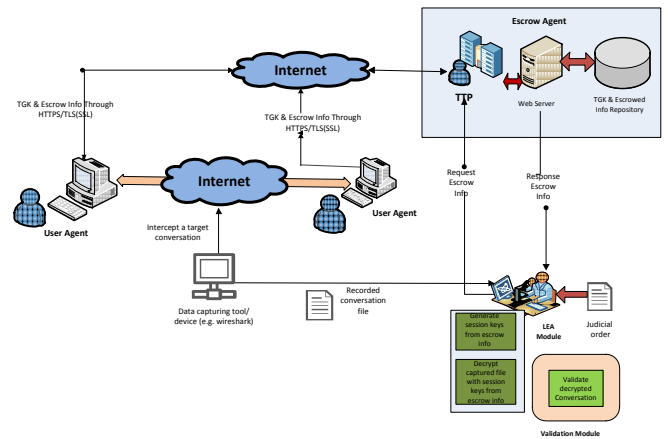 Escrow Agent
Internet
TTP
Web Server
TGK & Escrowed
Info Repository
TGK & Escrow Info Through
HTTPS/TLS(SSL)
TGK & Escrow Info Through
HTTPS/TLS(SSL)
Internet
User Agent
User Agent
Request
Escrow
Info
Response
Escrow
Info
Intercept a target
conversation
Data capturing tool/
device (e.g. wireshark)
Recorded
conversation
file
LEA
Module
Judicial
order
Generate
session keys
from escrow
info
Decrypt
captured file
with session
keys from
escrow info
Validate
decrypted
Conversation
Validation Module